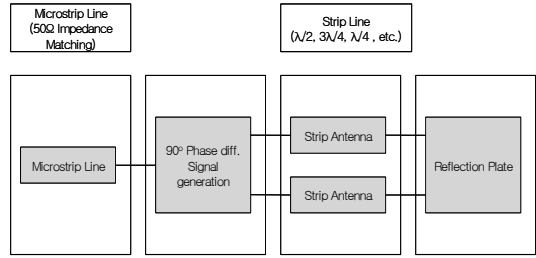 Microstrip Line
(50Ω Impedance
Matching)
Strip Line
(λ/2, 3λ/4, λ/4 , etc.)
Microstrip Line
90º Phase diff.
Signal
generation
Strip Antenna
Strip Antenna
Reflection Plate